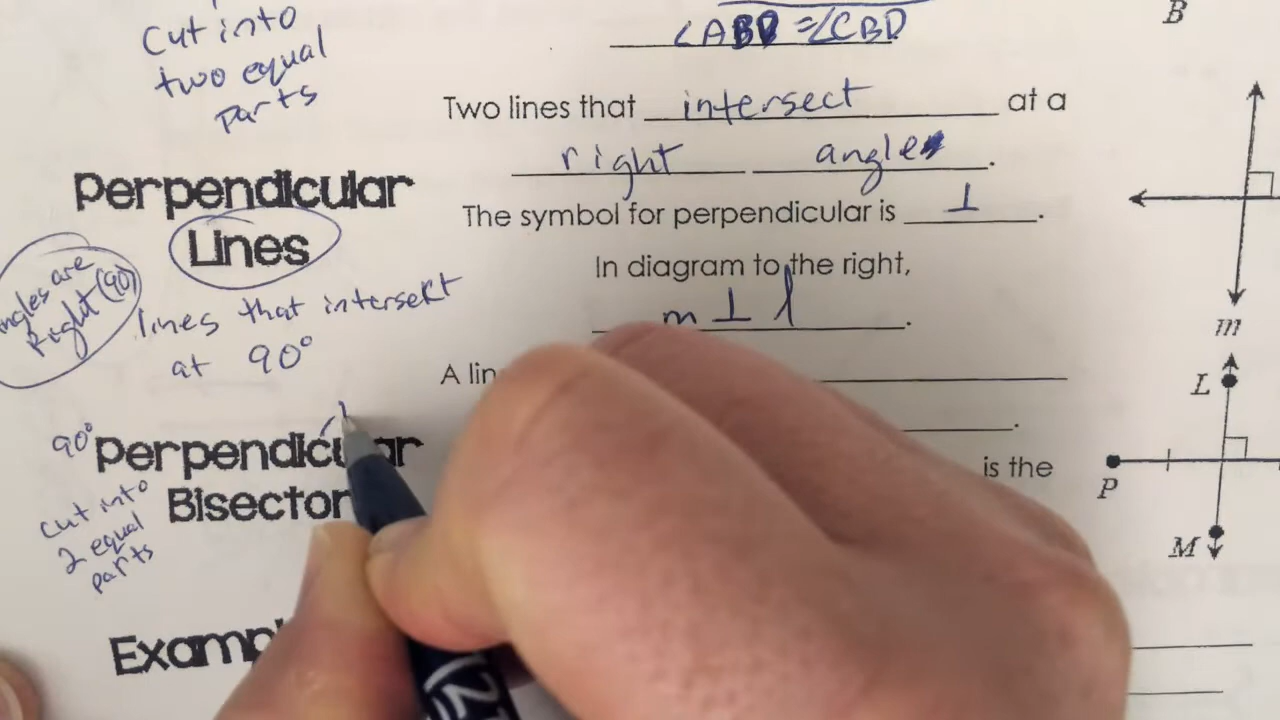 Cut into
two equal
parts
∠ABD ≅ ∠CBD
B
Two lines that intersect at a
right angle.
Perpendicular
Lines
The symbol for perpendicular is ⊥.
In diagram to the right,
m ⊥ l.
m
angles are
Right (90)
lines that intersekt
at 90°
A lin
L
90° Perpendicular
Bisector
is the
P
cut into
2 equal
parts
M
Examp